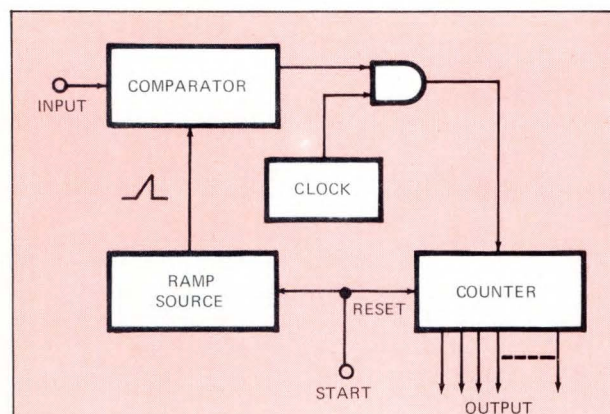 COMPARATOR
INPUT
CLOCK
RAMP
SOURCE
RESET
COUNTER
START
OUTPUT